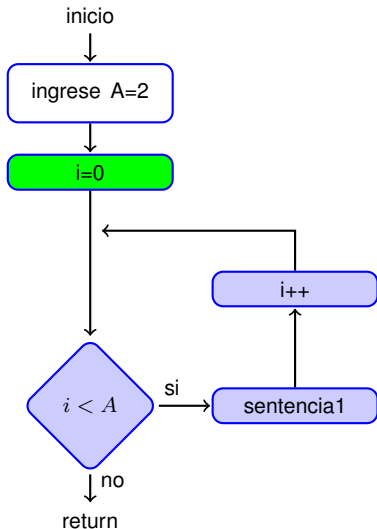 inicio
ingrese A=2
i=0
i++
i < A
si
sentencia1
no
return